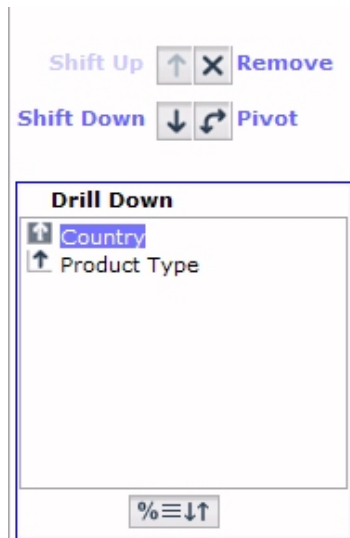 Shift Up Remove
Shift Down Pivot
Drill Down
Country
Product Type
%